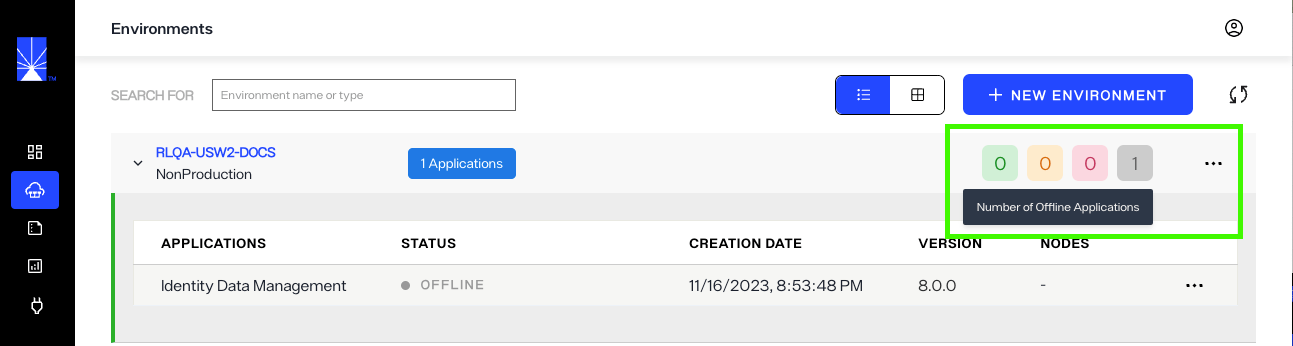 Environments
TM
SEARCH FOR
Environment name or type
+ NEW ENVIRONMENT
RLQA-USW2-DOCS
NonProduction
1 Applications
0 0 0 1
Number of Offline Applications
APPLICATIONS STATUS CREATION DATE VERSION NODES
Identity Data Management OFFLINE 11/16/2023, 8:53:48 PM 8.0.0 -